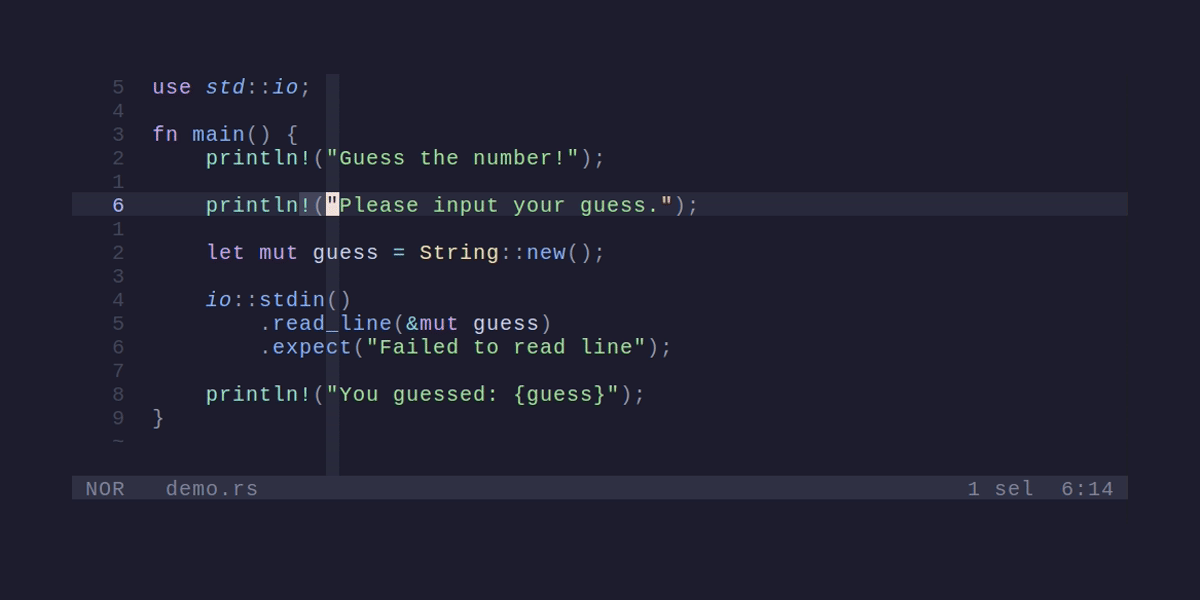 5  use std::io;
4
3  fn main() {
2      println!("Guess the number!");
1
6      println!("Please input your guess.");
1
2      let mut guess = String::new();
3
4      io::stdin()
5          .read_line(&mut guess)
6          .expect("Failed to read line");
7
8      println!("You guessed: {guess}");
9  }
~
NOR   demo.rs   1 sel  6:14